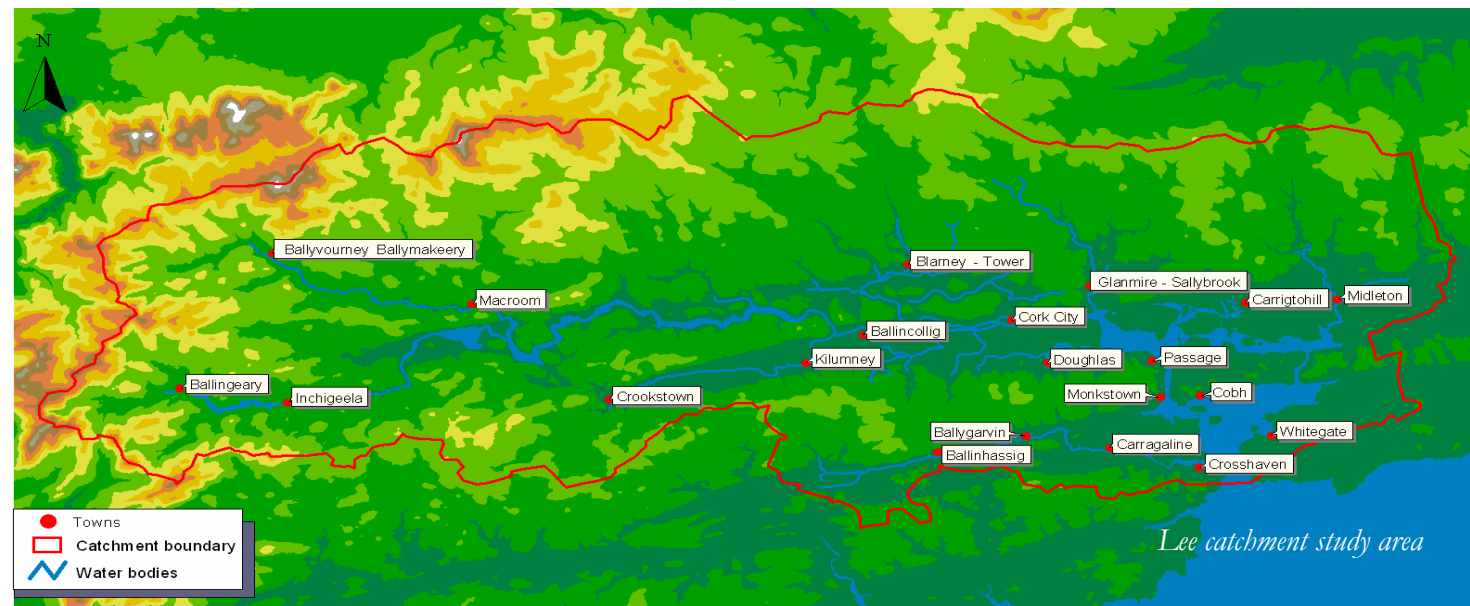 N
Ballyvourney Ballymakeery
Blarney - Tower
Glanmire - Sallybrook
Macroom
Carrigtohill
Midleton
Cork City
Ballincollig
Kilumney
Doughlas
Passage
Ballingeary
Inchigeela
Crookstown
Monkstown
Cobh
Ballygarvin
Whitegate
Carragaline
Ballinhassig
Crosshaven
Towns
Catchment boundary
Water bodies
Lee catchment study area